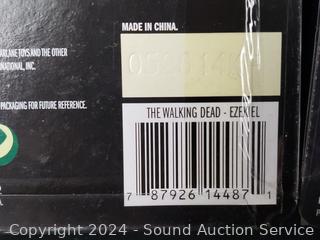 MADE IN CHINA.
ARLANE TOYS AND THE OTHER
NATIONAL, INC.
PACKAGING FOR FUTURE REFERENCE.
THE WALKING DEAD - EZEKIEL
7 87926 14487 1
Copyright 2024 - Sound Auction Service